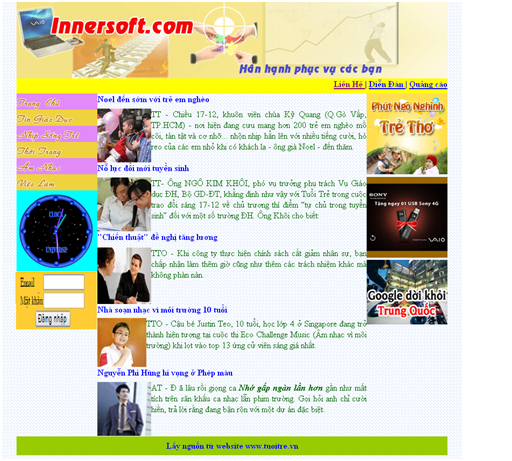 Innersoft.com
Hân hạnh phục vụ các bạn
Liên Hệ | Diễn Đàn | Quảng cáo
Trang Chủ
Tin Giáo Dục
Nhịp Sống Trẻ
Thời Trang
Âm Nhạc
Việc Làm
CLOCK
Email
Mật khẩu
Đăng nhập
Noel đến sớm với trẻ em nghèo
TT - Chiều 17-12, khuôn viên chùa Kỳ Quang (Q.Gò Vấp,
TP.HCM) - nơi hiện đang cưu mang hơn 200 trẻ em nghèo mồ
côi, tàn tật và cơ nhỡ... nhộn nhịp hẳn lên với nhiều tiếng cười, hò
reo của các em nhỏ khi có khách lạ - ông già Noel - đến thăm.
Nỗ lực đổi mới tuyển sinh
TT- Ông NGÔ KIM KHÔI, phó vụ trưởng phụ trách Vụ Giáo
dục ĐH, Bộ GD-ĐT, khẳng định như vậy với Tuổi Trẻ trong cuộc
trao đổi sáng 17-12 về chủ trương thí điểm "tự chủ trong tuyển
sinh" đối với một số trường ĐH. Ông Khôi cho biết:
"Chiến thuật" đề nghị tăng lương
TTO - Khi công ty thực hiện chính sách cắt giảm nhân sự, bạn
chấp nhận làm thêm giờ cũng như thêm các trách nhiệm khác mà
không phàn nàn.
Nhà soạn nhạc vì môi trường 10 tuổi
TTO - Cậu bé Justin Teo, 10 tuổi, học lớp 4 ở Singapore đang trở
thành hiện tượng tại cuộc thi Eco Challenge Music (Âm nhạc vì môi
trường) khi lọt vào top 13 ứng cử viên sáng giá nhất.
Nguyễn Phi Hùng hi vọng ở Phép màu
AT - Đã lâu rồi giọng ca Nhớ gấp ngàn lần hơn gần như mất
tích trên sân khấu ca nhạc lẫn phim trường. Gọi hỏi anh chỉ cười
hiền, trả lời rằng đang bận rộn với một dự án đặc biệt.
Phút Ngộ Nghĩnh
Trẻ Thơ
SONY
Tặng ngay 01 USB Sony 4G
VAIO
Google dời khỏi
Trung Quốc
Lấy nguồn từ website www.tuoitre.vn